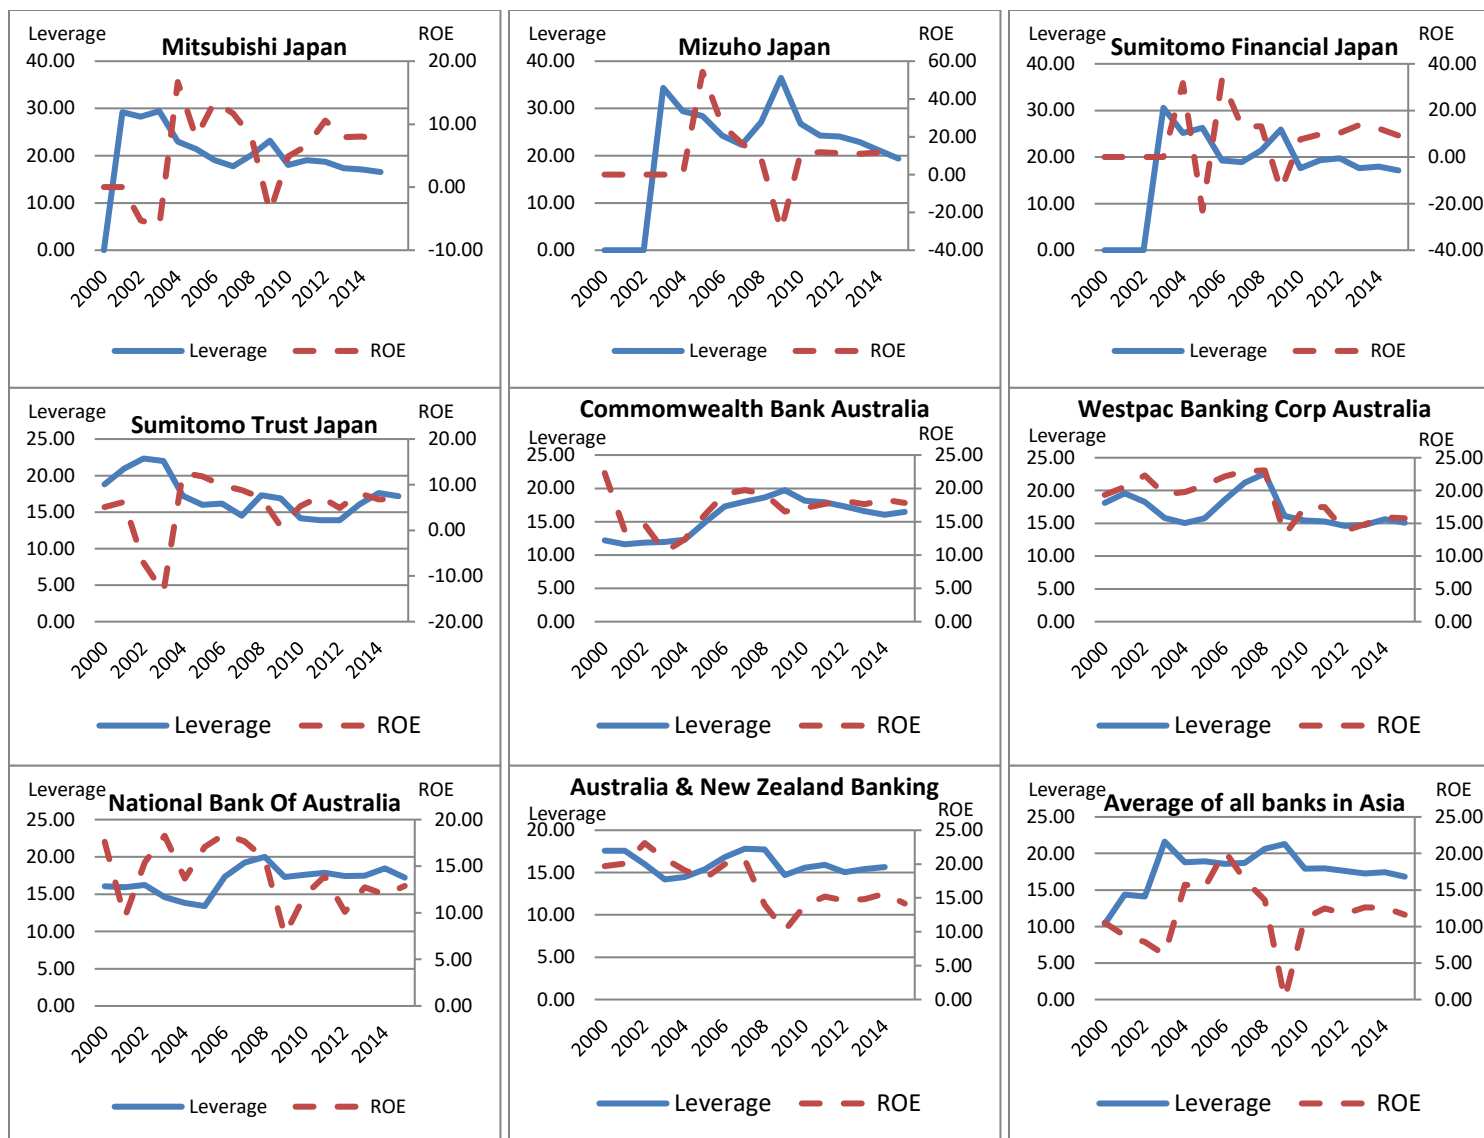 Leverage ROE
Mitsubishi Japan
40.00 20.00
30.00 10.00
20.00 0.00
10.00 -10.00
0.00
2000 2002 2004 2006 2008 2010 2012 2014
Leverage ROE
ROE
Mizuho Japan
40.00 60.00
30.00 40.00
20.00 20.00
10.00 0.00
0.00 -20.00
-40.00
2000 2002 2004 2006 2008 2010 2012 2014
Leverage ROE
Leverage ROE
Sumitomo Financial Japan
40.00 40.00
30.00 20.00
20.00 0.00
10.00 -20.00
0.00 -40.00
2000 2002 2004 2006 2008 2010 2012 2014
Leverage ROE
Leverage ROE
Sumitomo Trust Japan
25.00 20.00
20.00 10.00
15.00 0.00
10.00 -10.00
5.00 -20.00
0.00
2000 2002 2004 2006 2008 2010 2012 2014
Leverage ROE
Commomwealth Bank Australia
Leverage ROE
25.00 25.00
20.00 20.00
15.00 15.00
10.00 10.00
5.00 5.00
0.00 0.00
2000 2002 2004 2006 2008 2010 2012 2014
Leverage ROE
Westpac Banking Corp Australia
Leverage ROE
25.00 25.00
20.00 20.00
15.00 15.00
10.00 10.00
5.00 5.00
0.00 0.00
2000 2002 2004 2006 2008 2010 2012 2014
Leverage ROE
Leverage ROE
National Bank Of Australia
25.00 20.00
20.00 15.00
15.00 10.00
10.00 5.00
5.00 0.00
0.00
2000 2002 2004 2006 2008 2010 2012 2014
Leverage ROE
Australia & New Zealand Banking
Leverage ROE
20.00 25.00
15.00 20.00
10.00 15.00
5.00 10.00
0.00 5.00
0.00
2000 2002 2004 2006 2008 2010 2012 2014
Leverage ROE
Leverage ROE
Average of all banks in Asia
25.00 25.00
20.00 20.00
15.00 15.00
10.00 10.00
5.00 5.00
0.00 0.00
2000 2002 2004 2006 2008 2010 2012 2014
Leverage ROE